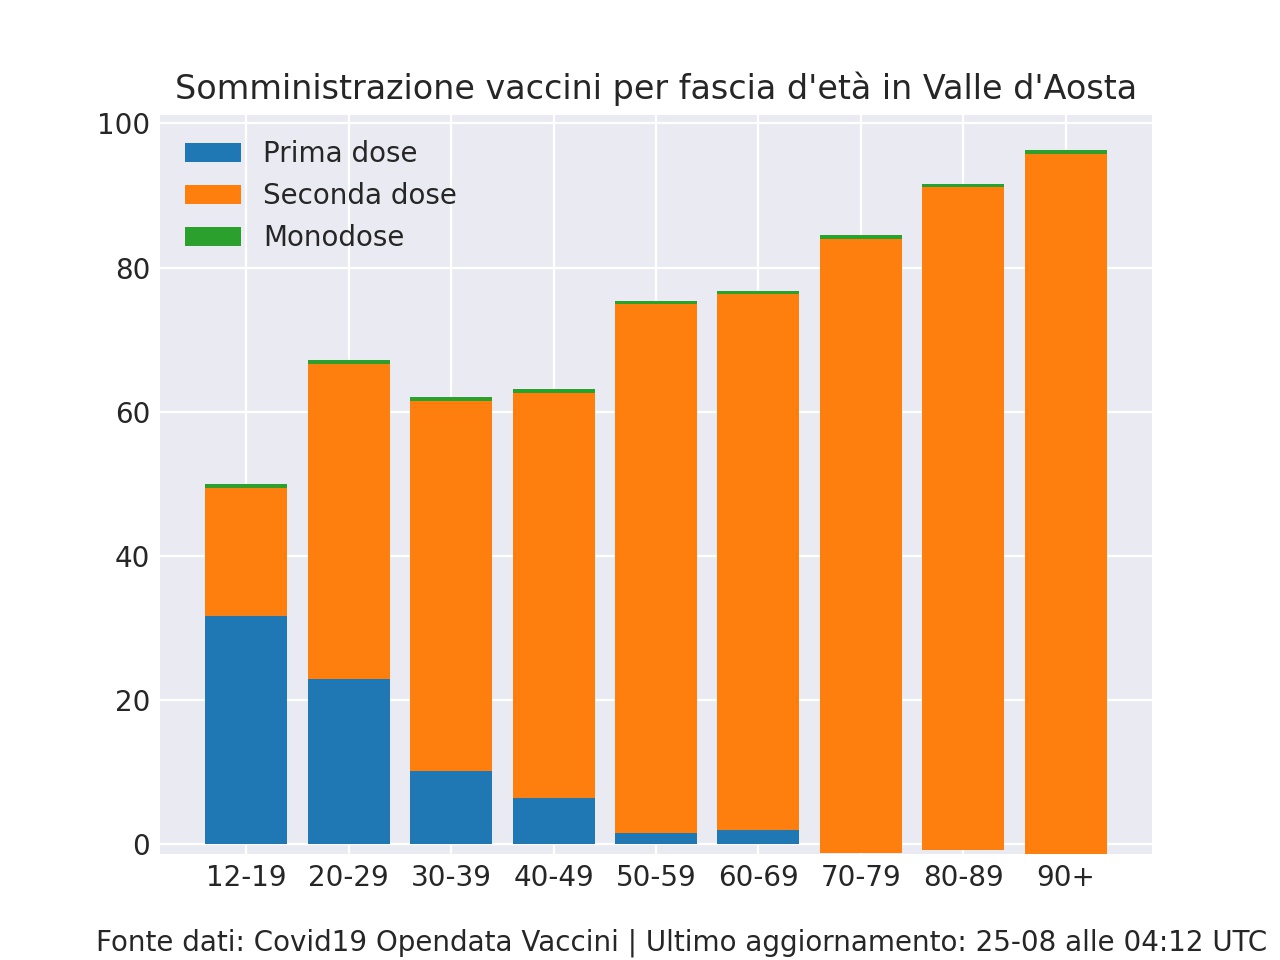 Somministrazione vaccini per fascia d'età in Valle d'Aosta
100
80
60
40
20
0
Prima dose
Seconda dose
Monodose
12-19 20-29 30-39 40-49 50-59 60-69 70-79 80-89 90+
Fonte dati: Covid19 Opendata Vaccini | Ultimo aggiornamento: 25-08 alle 04:12 UTC